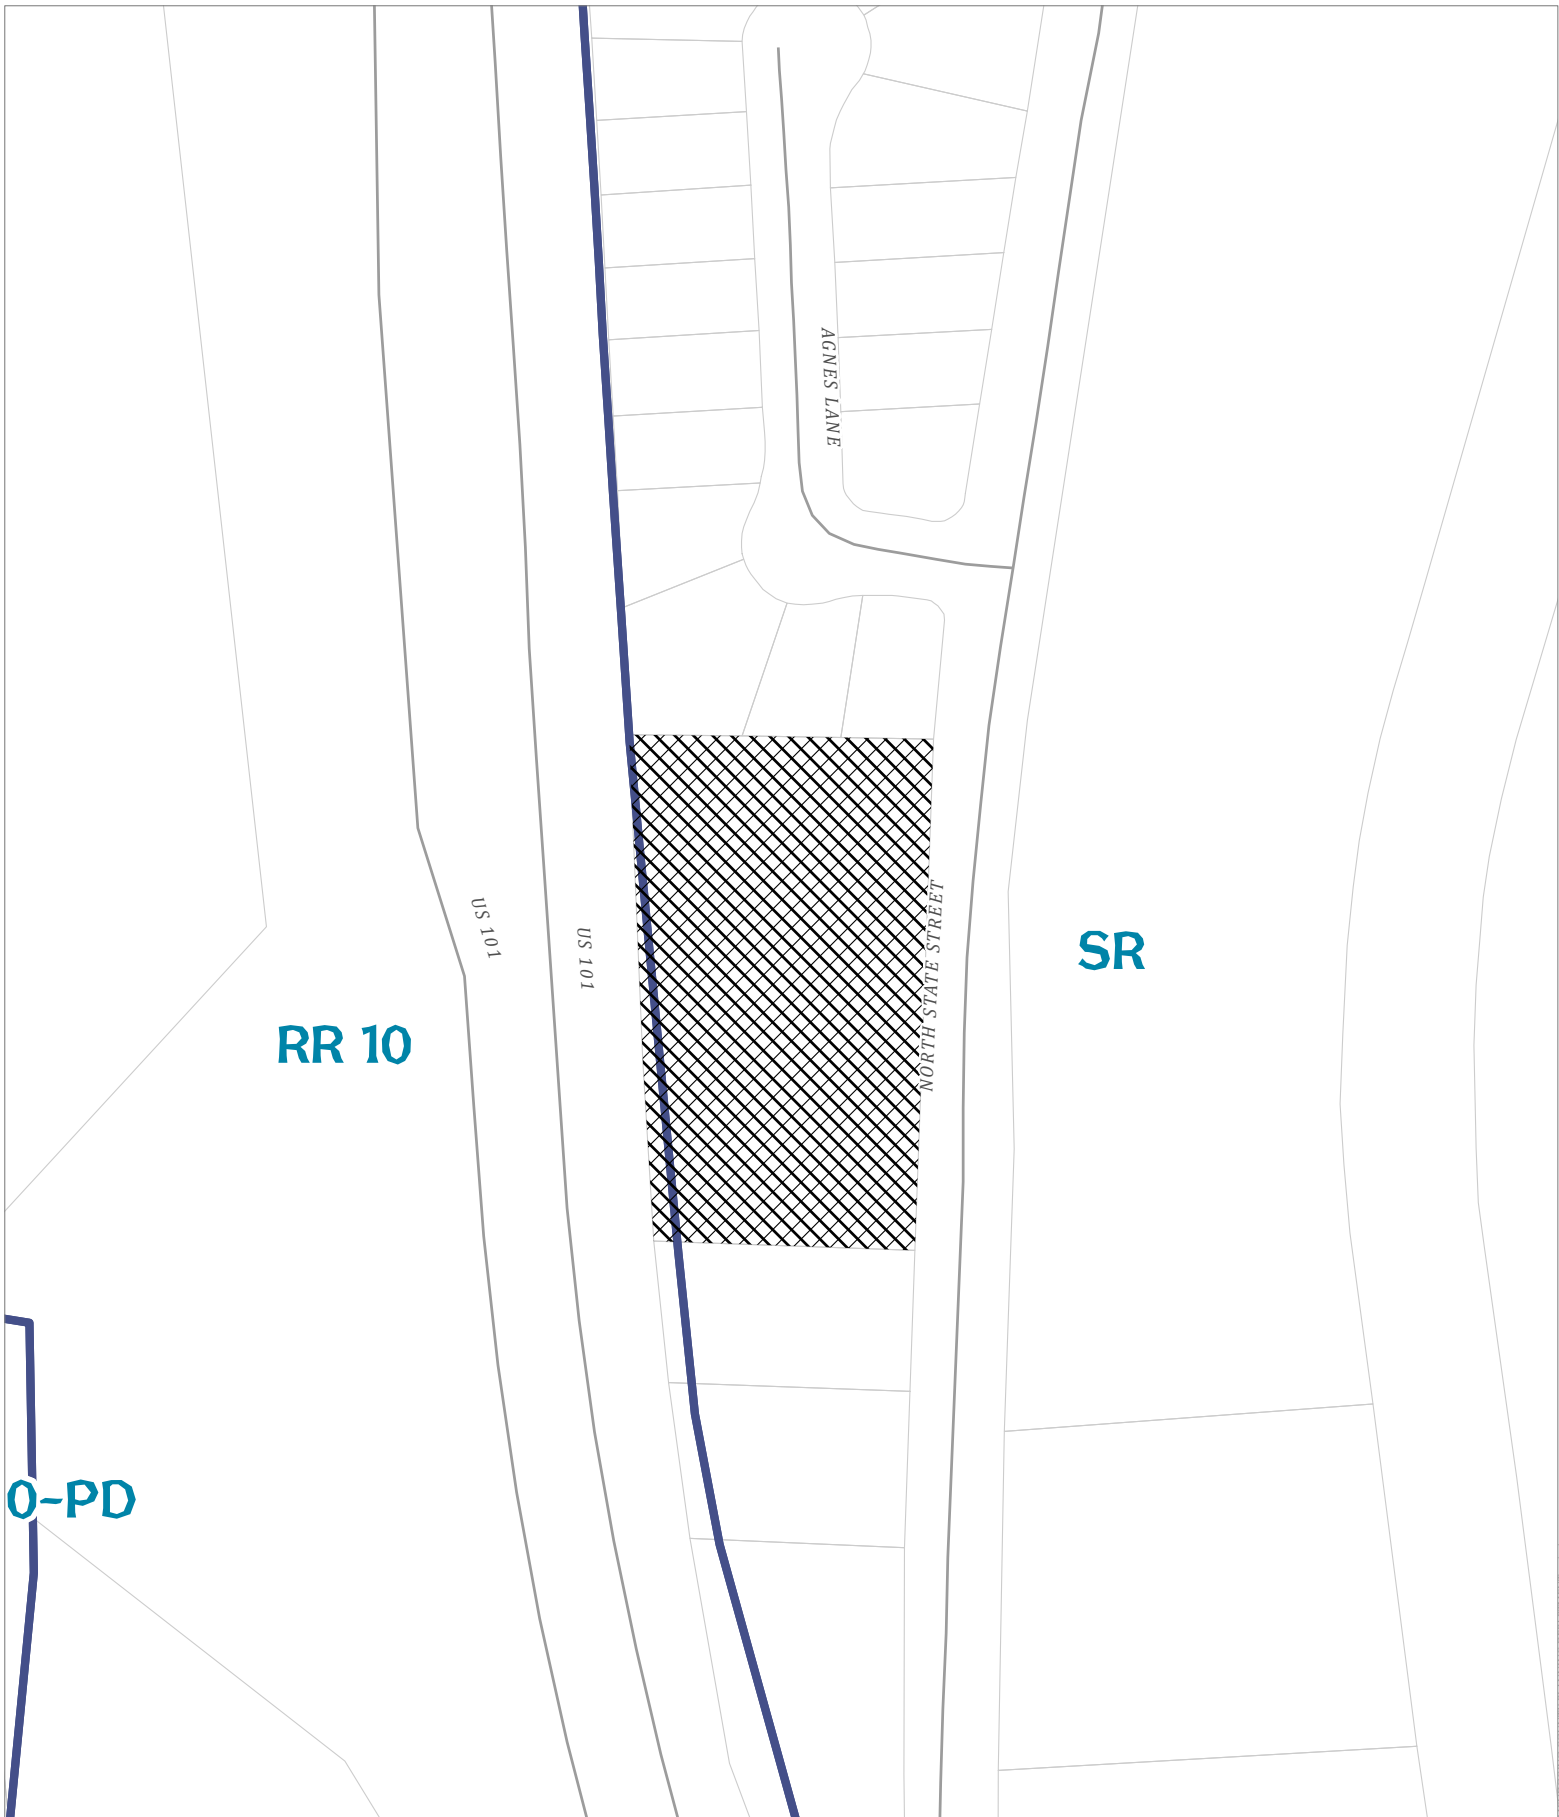 AGNES LANE
US 101
US 101
NORTH STATE STREET
SR
RR 10
0-PD